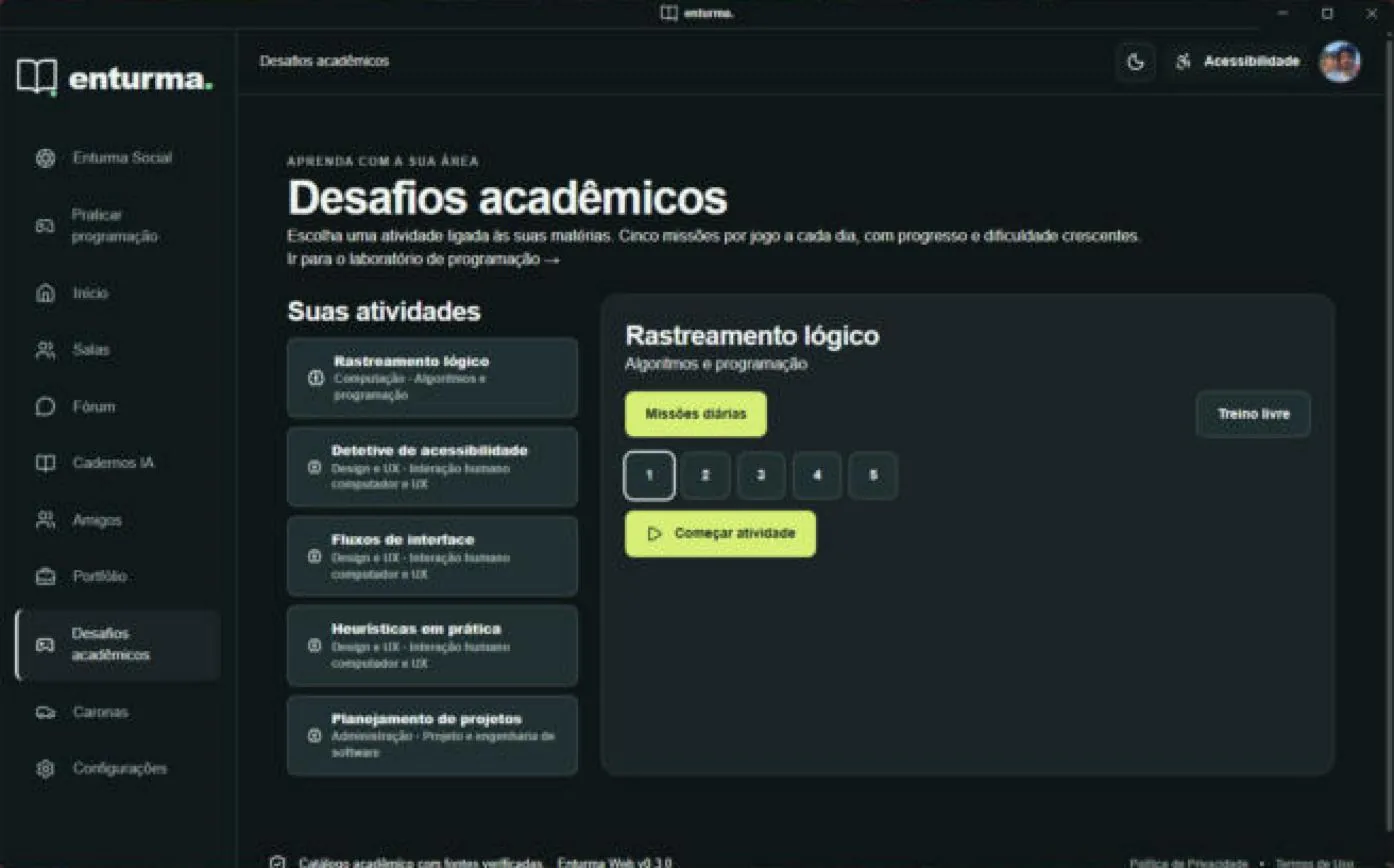 enturma.
enturma.
Desafios acadêmicos
Acessibilidade
Enturma Social
Praticar
programação
Início
Salas
Fórum
Cadernos IA
Amigos
Portfólio
Desafios
acadêmicos
Caronas
Configurações
APRENDA COM A SUA ÁREA
Desafios acadêmicos
Escolha uma atividade ligada às suas matérias. Cinco missões por jogo a cada dia, com progresso e dificuldade crescentes.
Ir para o laboratório de programação →
Suas atividades
Rastreamento lógico
Computação · Algoritmos e
programação
Detetive de acessibilidade
Design e UX · Interação humano
computador e UX
Fluxos de interface
Design e UX · Interação humano
computador e UX
Heurísticas em prática
Design e UX · Interação humano
computador e UX
Planejamento de projetos
Administração · Projeto e engenharia de
software
Rastreamento lógico
Algoritmos e programação
Missões diárias
Treino livre
1 2 3 4 5
Começar atividade
Catálogo acadêmico com fontes verificadas. Enturma Web v0.3.0
Política de Privacidade • Termos de Uso